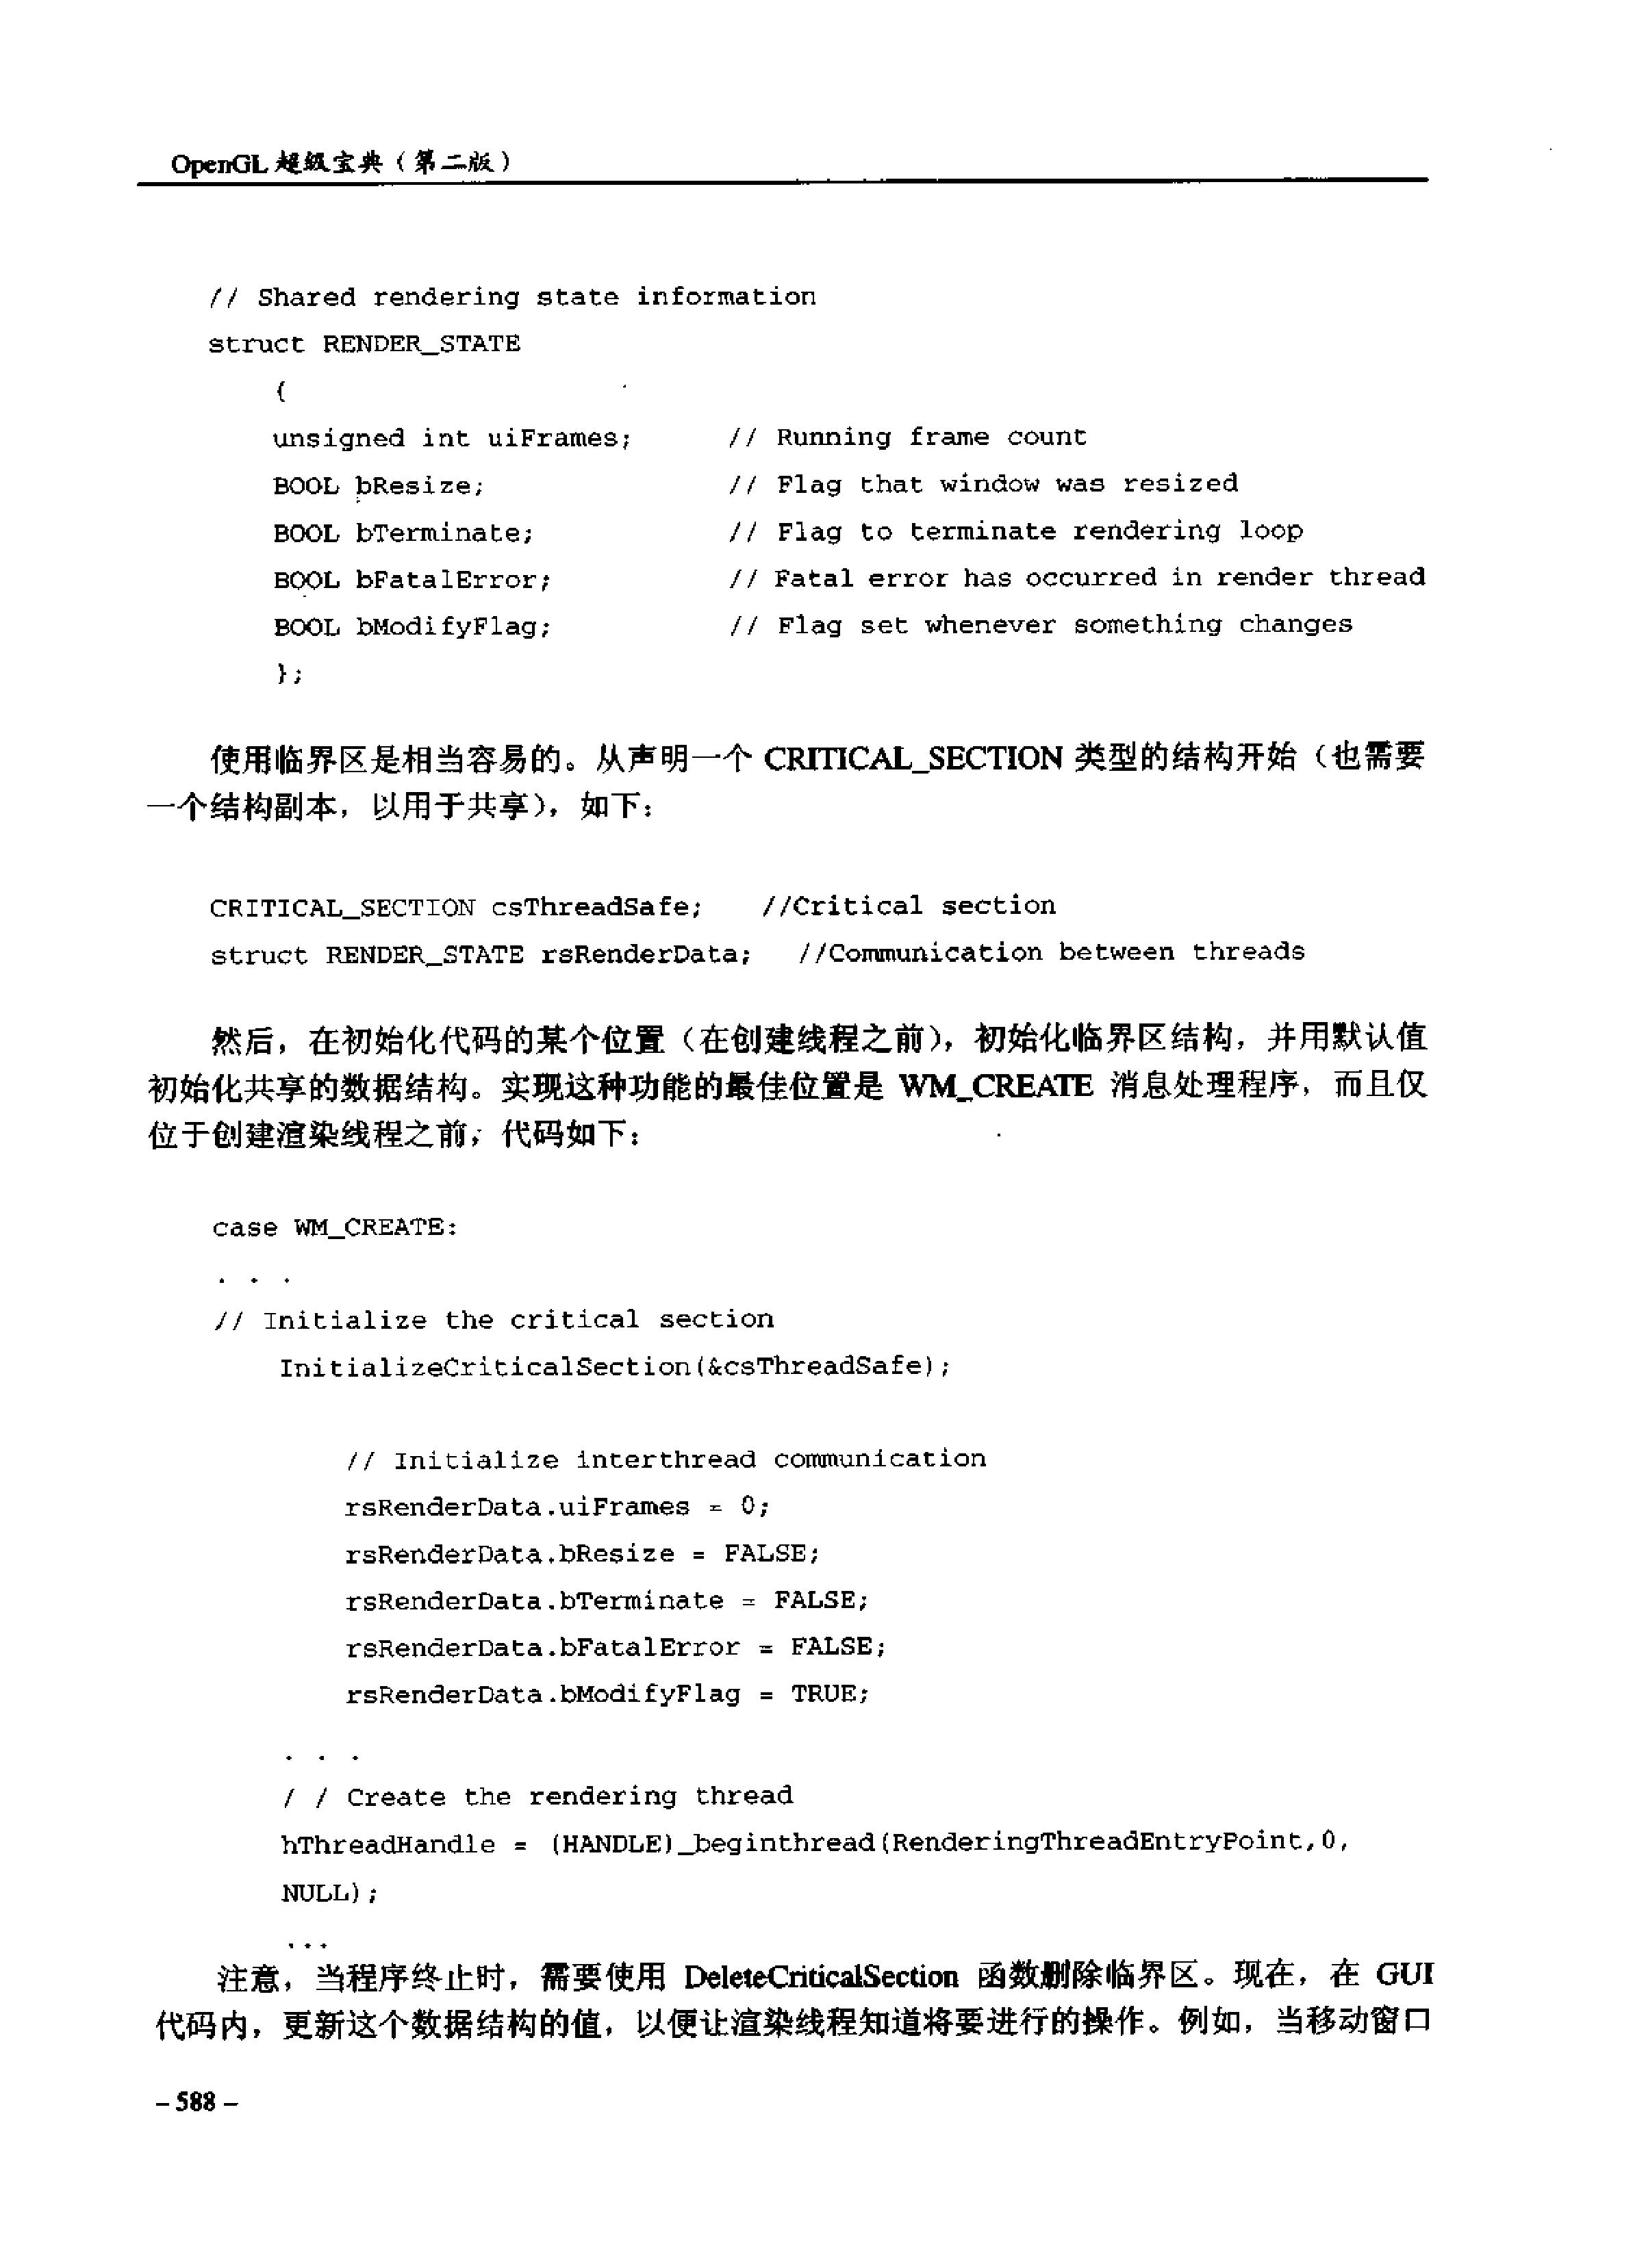 OpenGL 超级宝典（第二版）
// Shared rendering state information
struct RENDER_STATE
{
unsigned int uiFrames; // Running frame count
BOOL bResize; // Flag that window was resized
BOOL bTerminate; // Flag to terminate rendering loop
BOOL bFatalError; // Fatal error has occurred in render thread
BOOL bModifyFlag; // Flag set whenever something changes
};
使用临界区是相当容易的。从声明一个 CRITICAL_SECTION 类型的结构开始（也需要
一个结构副本，以用于共享），如下：
CRITICAL_SECTION csThreadSafe; //Critical section
struct RENDER_STATE rsRenderData; //Communication between threads
然后，在初始化代码的某个位置（在创建线程之前），初始化临界区结构，并用默认值
初始化共享的数据结构。实现这种功能的最佳位置是 WM_CREATE 消息处理程序，而且仅
位于创建渲染线程之前，代码如下：
case WM_CREATE:
. . .
// Initialize the critical section
InitializeCriticalSection(&csThreadSafe);
// Initialize interthread communication
rsRenderData.uiFrames = 0;
rsRenderData.bResize = FALSE;
rsRenderData.bTerminate = FALSE;
rsRenderData.bFatalError = FALSE;
rsRenderData.bModifyFlag = TRUE;
. . .
/ / Create the rendering thread
hThreadHandle = (HANDLE)_beginthread(RenderingThreadEntryPoint,0,
NULL);
...
注意，当程序终止时，需要使用 DeleteCriticalSection 函数删除临界区。现在，在 GUI
代码内，更新这个数据结构的值，以便让渲染线程知道将要进行的操作。例如，当移动窗口
– 588 –